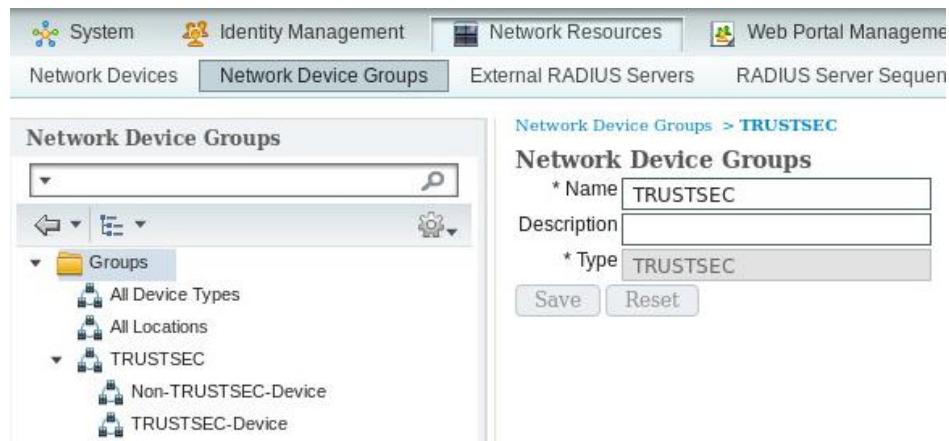 System Identity Management Network Resources Web Portal
Network Devices Network Device Groups External RADIUS Servers RADIUS Server
Network Device Groups
Groups
All Device Types
All Locations
TRUSTSEC
Non-TRUSTSEC-Device
TRUSTSEC-Device
Network Device Groups > TRUSTSEC
Network Device Groups
* Name TRUSTSEC
Description
* Type TRUSTSEC
Save Reset